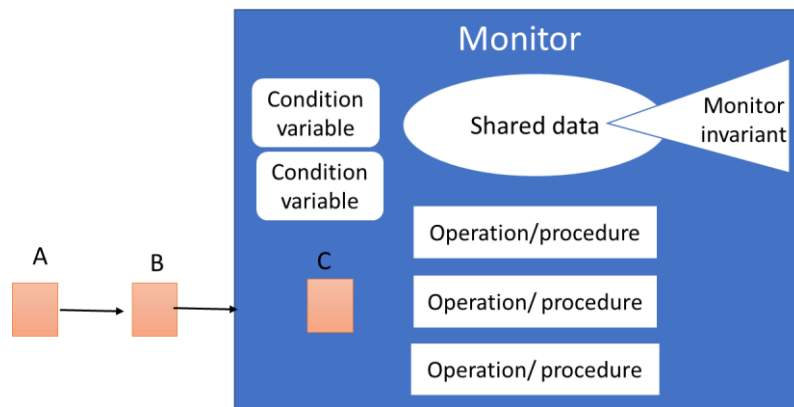 Monitor
Condition
variable
Shared data
Monitor
invariant
Condition
variable
Operation/procedure
A
B
C
Operation/ procedure
Operation/ procedure